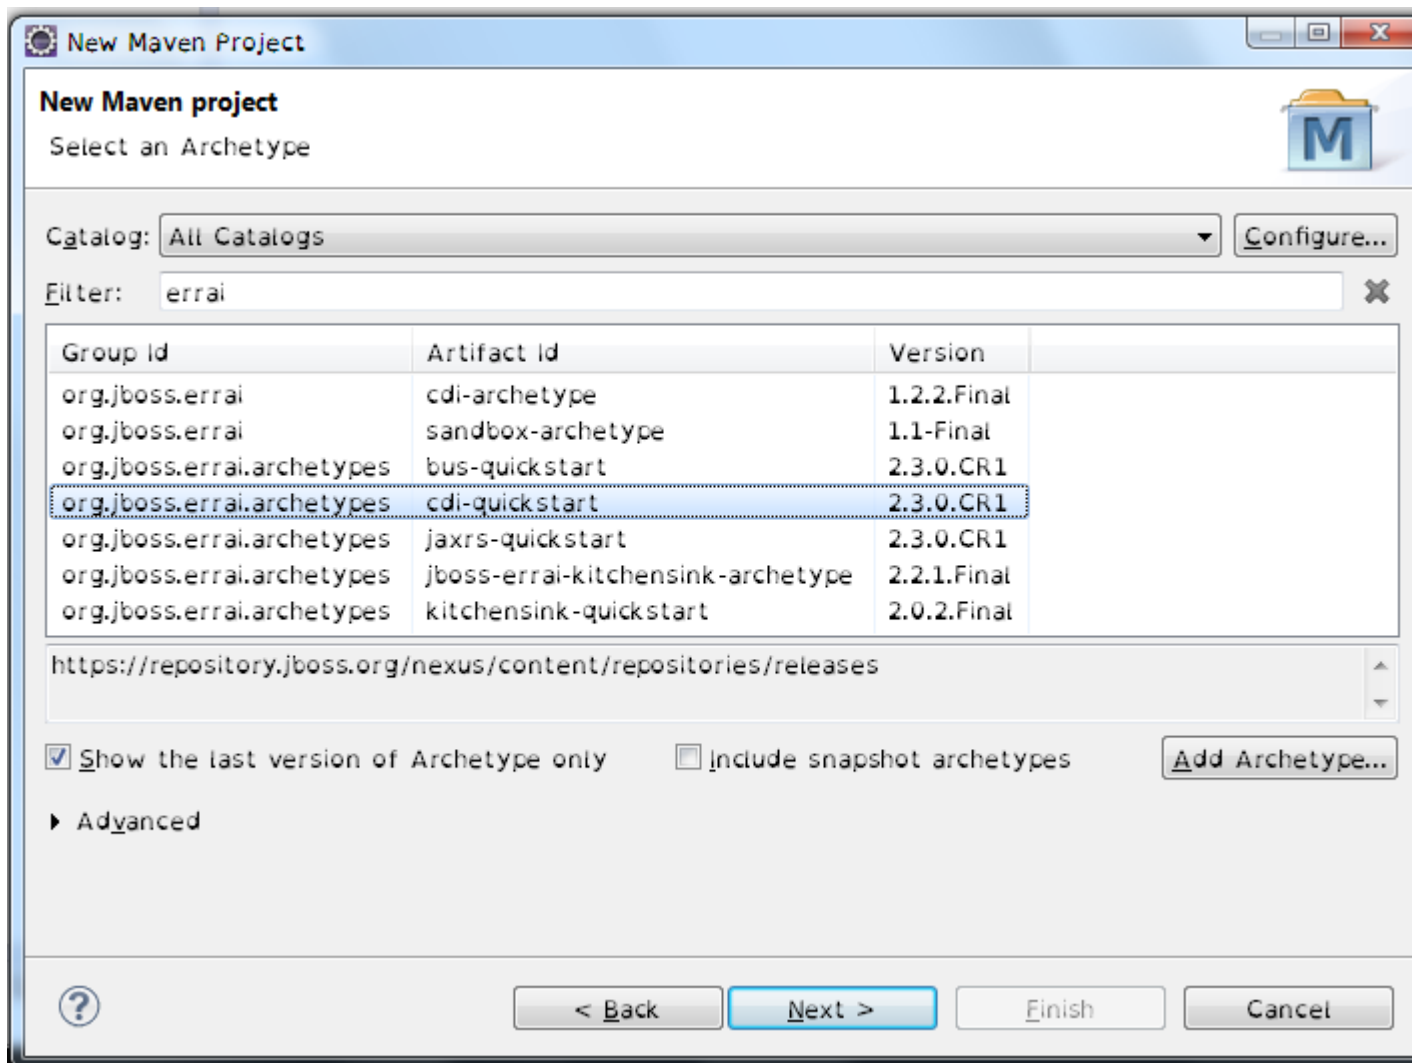 New Maven Project
New Maven project
Select an Archetype
M
Catalog: All Catalogs Configure...
Filter: errai
Group Id Artifact Id Version
org.jboss.errai cdi-archetype 1.2.2.Final
org.jboss.errai sandbox-archetype 1.1-Final
org.jboss.errai.archetypes bus-quickstart 2.3.0.CR1
org.jboss.errai.archetypes cdi-quickstart 2.3.0.CR1
org.jboss.errai.archetypes jaxrs-quickstart 2.3.0.CR1
org.jboss.errai.archetypes jboss-errai-kitchensink-archetype 2.2.1.Final
org.jboss.errai.archetypes kitchensink-quickstart 2.0.2.Final
https://repository.jboss.org/nexus/content/repositories/releases
Show the last version of Archetype only Include snapshot archetypes Add Archetype...
Advanced
? < Back Next > Finish Cancel